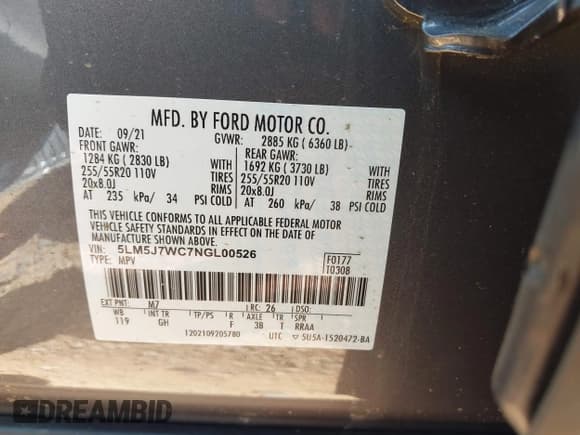 MFD. BY FORD MOTOR CO.
DATE: 09/21 GVWR: 2885 KG ( 6360 LB)
FRONT GAWR: REAR GAWR:
1284 KG ( 2830 LB) WITH 1692 KG ( 3730 LB) WITH
255/55R20 110V TIRES 255/55R20 110V TIRES
20x8.0J RIMS 20x8.0J RIMS
AT 235 kPa/ 34 PSI COLD AT 260 kPa/ 38 PSI COLD
THIS VEHICLE CONFORMS TO ALL APPLICABLE FEDERAL MOTOR
VEHICLE SAFETY STANDARDS IN EFFECT ON THE DATE OF
MANUFACTURE SHOWN ABOVE.
VIN: 5LM5J7WC7NGL00526 F0177
TYPE: MPV T0308
EXT PNT: M7 RC: 26 DSO:
WB INT TR TP/PS R AXLE TR SPR
119 GH F 3B T RRAA
1202109205780 UTC ▽ 5U5A-1520472-BA
DREAMBID